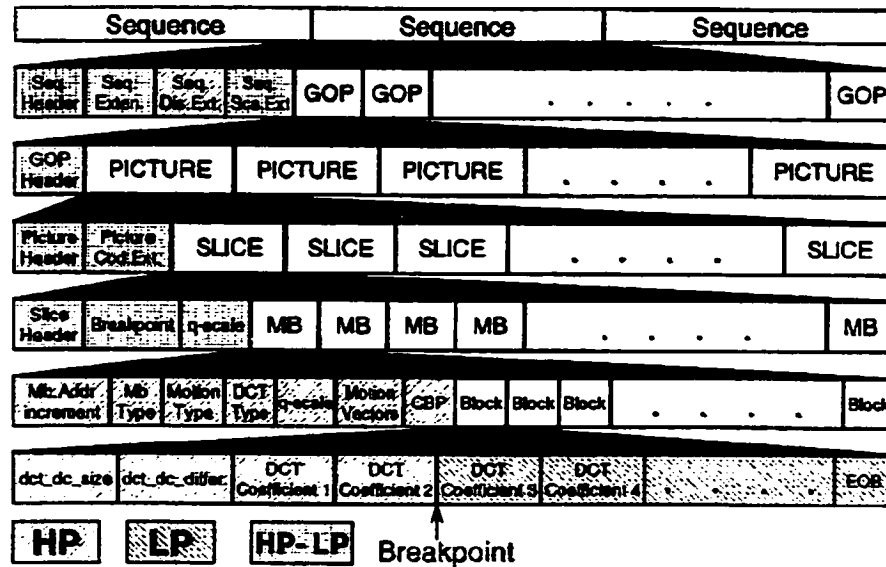 Sequence Sequence Sequence
Seq. Header Seq. Exten. Seq. Dis.Ext. Seq. Sca.Ext GOP GOP . . . . . GOP
GOP Header PICTURE PICTURE PICTURE . . . . PICTURE
Picture Header Picture Cod.Ext. SLICE SLICE SLICE . . . . SLICE
Slice Header Breakpoint q-scale MB MB MB MB . . . . . MB
Mb.Addr increment Mb Type Motion Type DCT Type q-scale Motion Vectors CBP Block Block Block . . . . Block
dct_dc_size dct_dc_differ. DCT Coefficient 1 DCT Coefficient 2 DCT Coefficient 3 DCT Coefficient 4 . . . . EOB
HP LP HP-LP Breakpoint